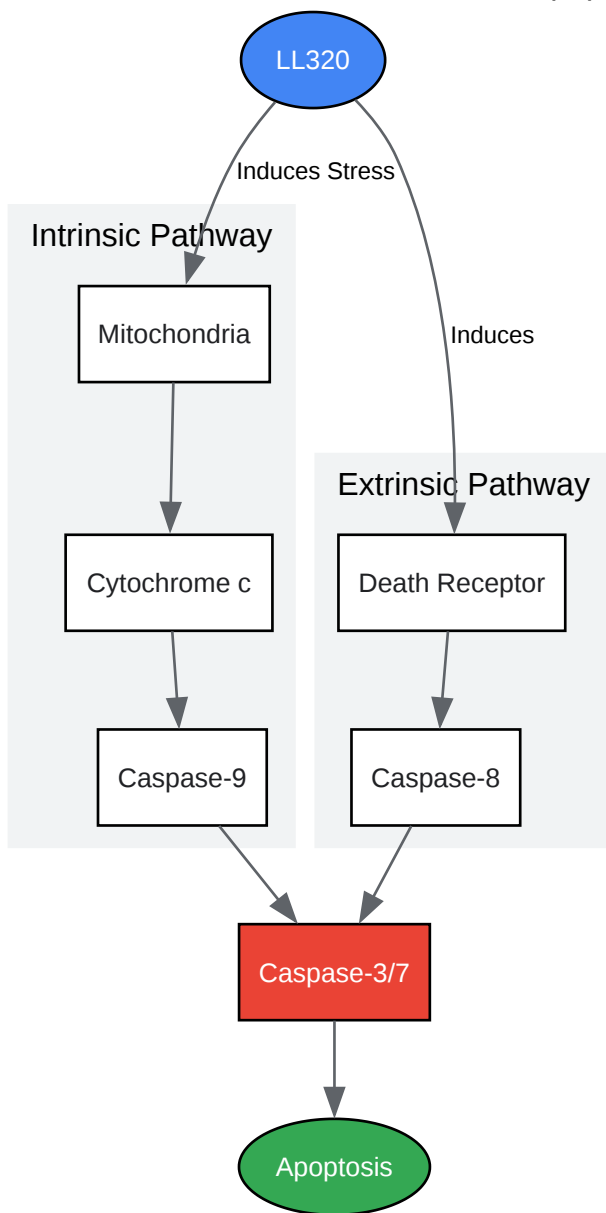 LL320
Induces Stress
Intrinsic Pathway
Mitochondria
Induces
Extrinsic Pathway
Cytochrome c
Death Receptor
Caspase-9
Caspase-8
Caspase-3/7
Apoptosis